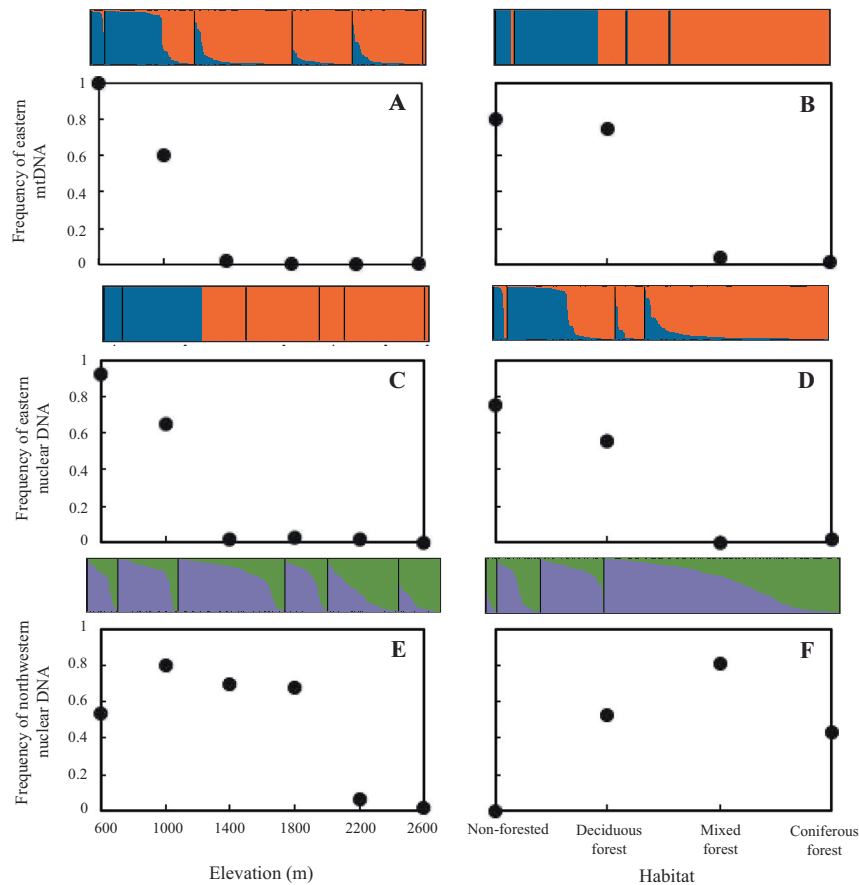 A
B
Frequency of eastern
mtDNA
1
0.8
0.6
0.4
0.2
0
C
D
Frequency of eastern
nuclear DNA
1
0.8
0.6
0.4
0.2
0
E
F
Frequency of northwestern
nuclear DNA
1
0.8
0.6
0.4
0.2
0
600 1000 1400 1800 2200 2600
Elevation (m)
Non-forested Deciduous forest Mixed forest Coniferous forest
Habitat